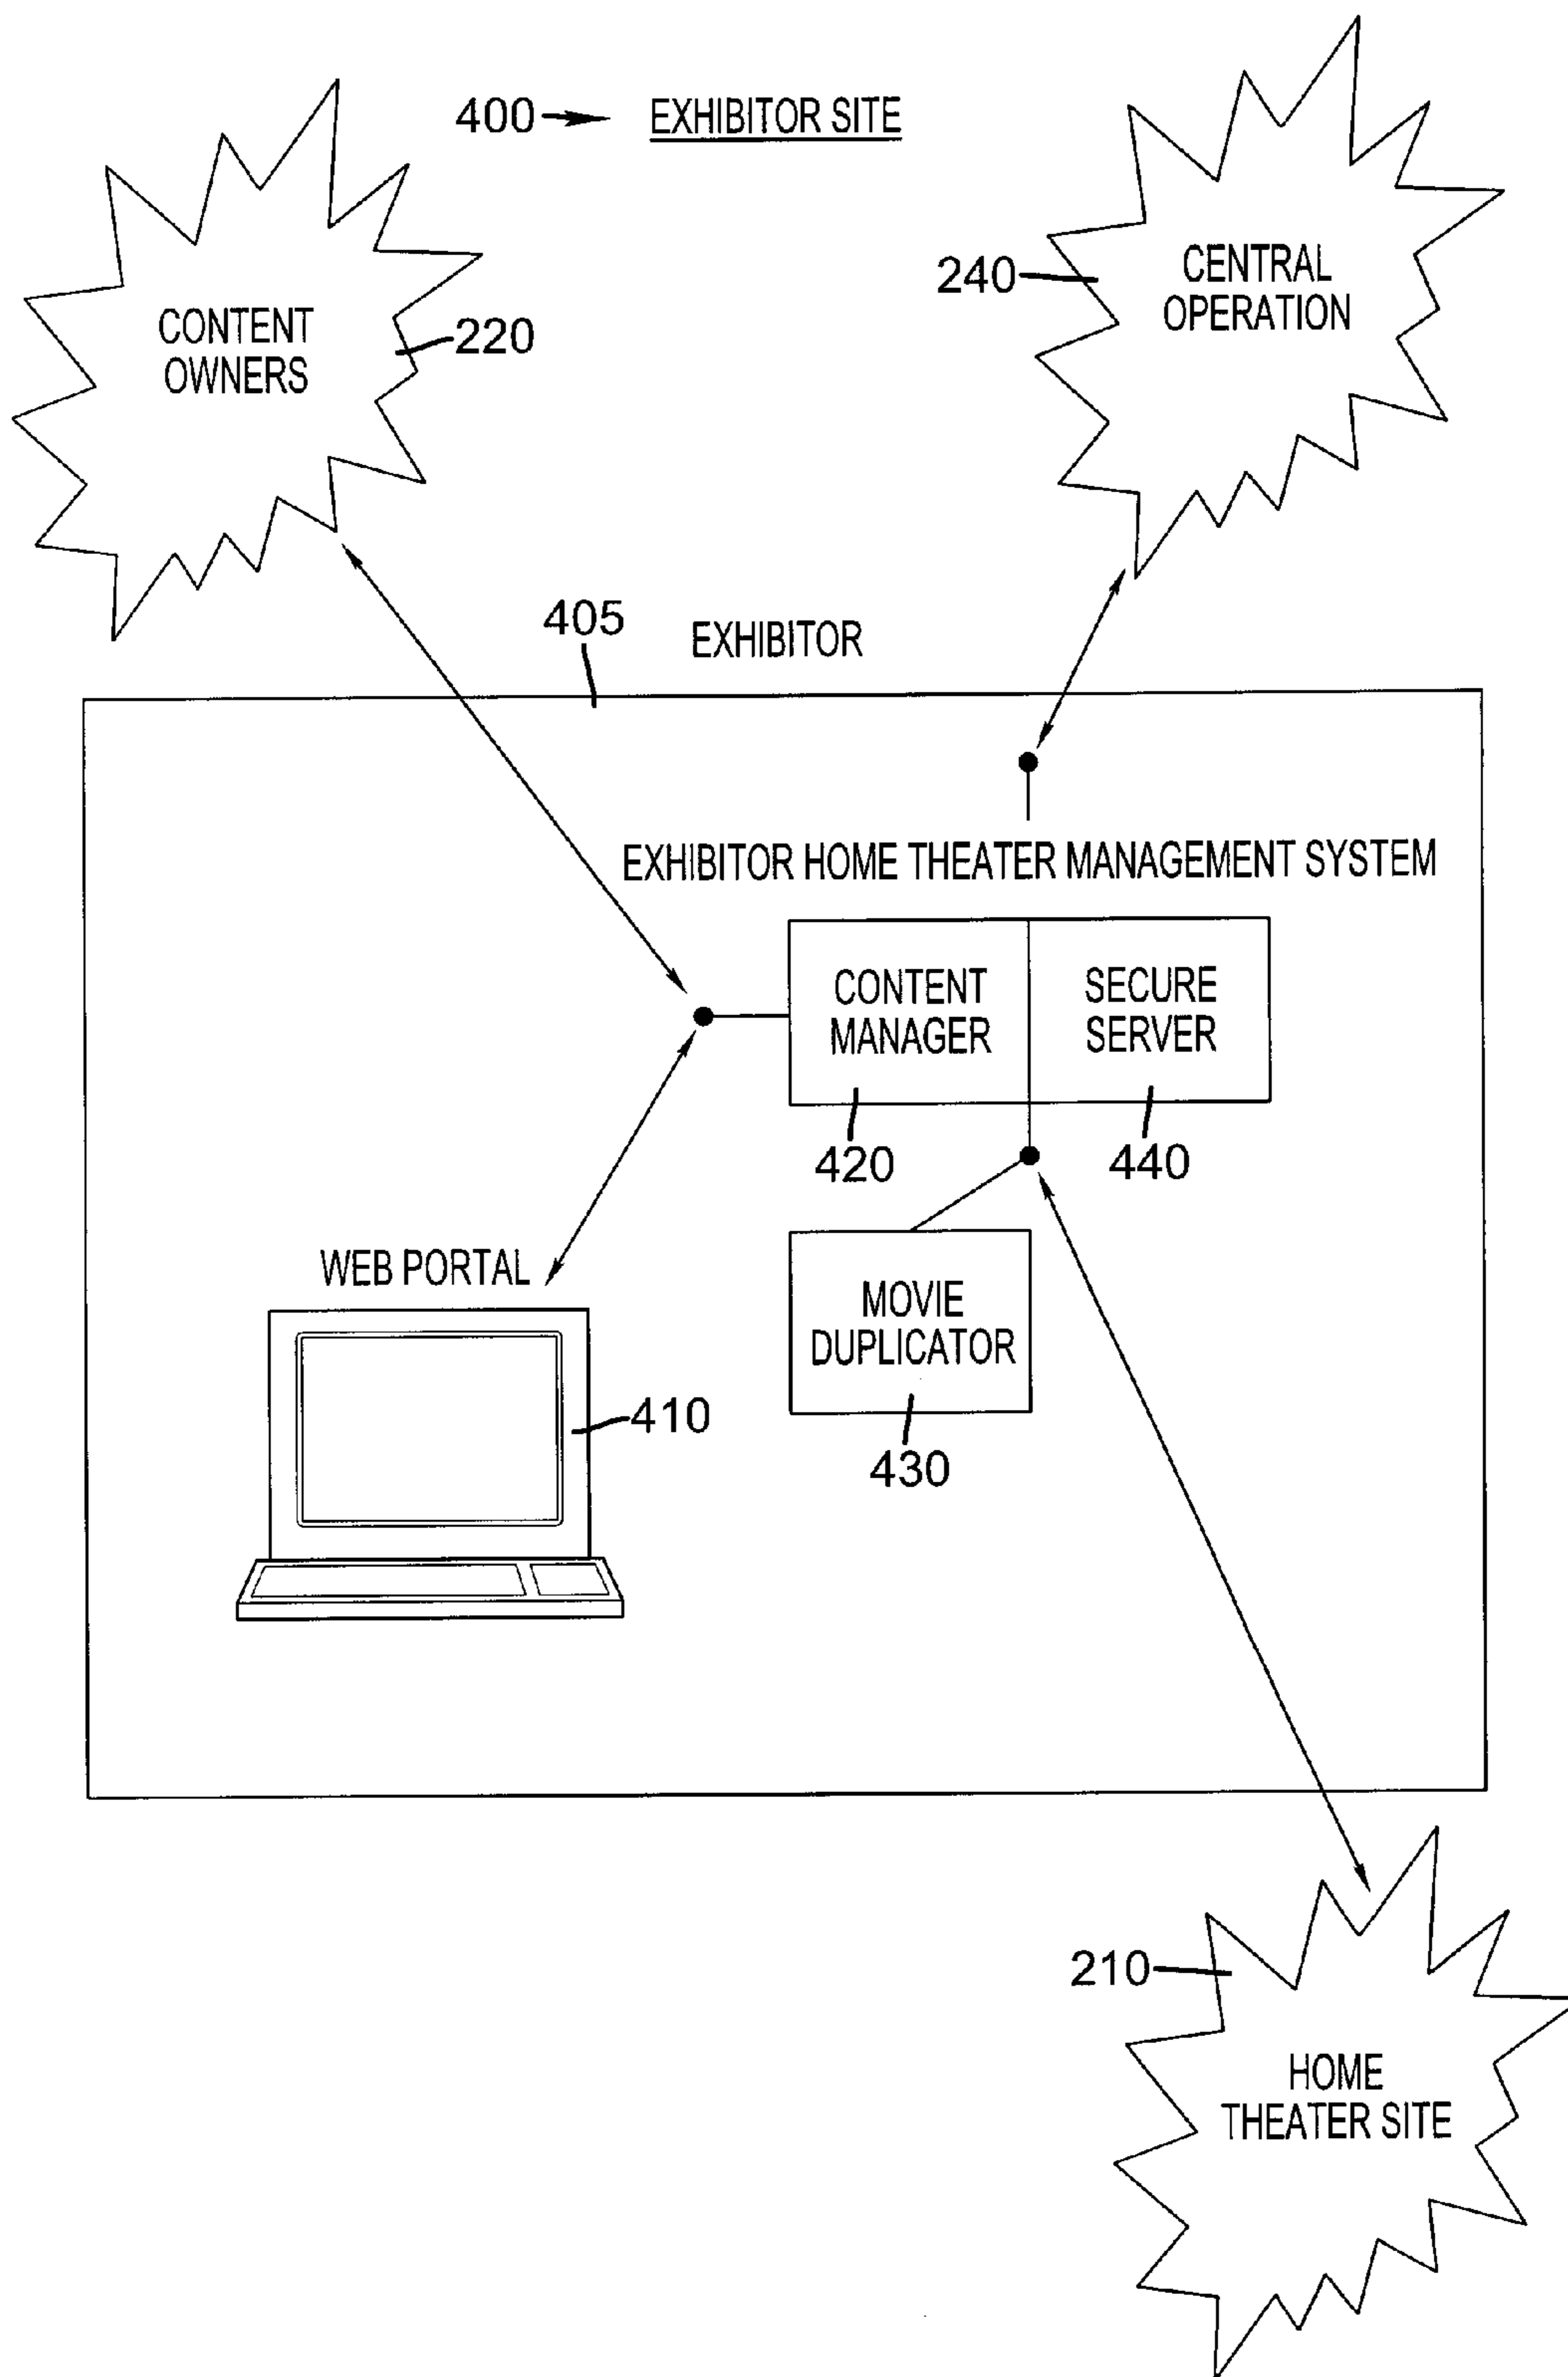 400 EXHIBITOR SITE
CONTENT
OWNERS
220
240
CENTRAL
OPERATION
405
EXHIBITOR
EXHIBITOR HOME THEATER MANAGEMENT SYSTEM
CONTENT
MANAGER
SECURE
SERVER
420
440
WEB PORTAL
410
MOVIE
DUPLICATOR
430
210
HOME
THEATER SITE